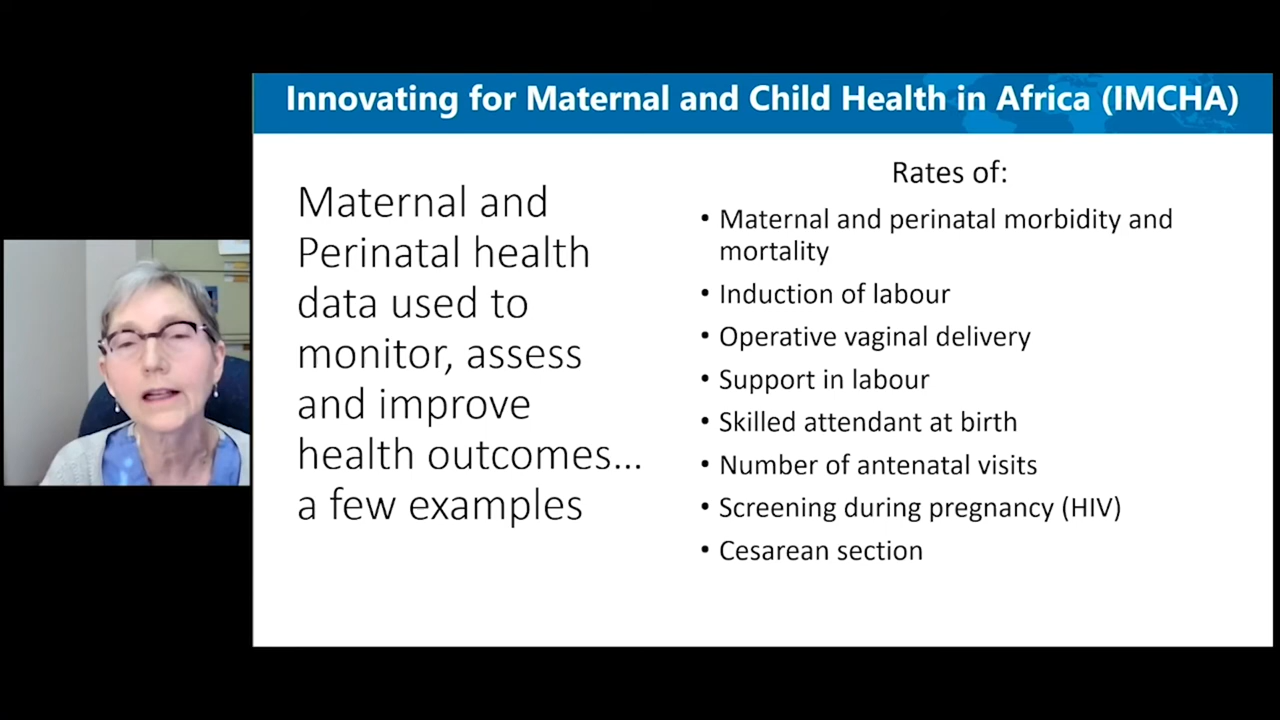 Innovating for Maternal and Child Health in Africa (IMCHA)
Maternal and
Perinatal health
data used to
monitor, assess
and improve
health outcomes...
a few examples
Rates of:
• Maternal and perinatal morbidity and
mortality
• Induction of labour
• Operative vaginal delivery
• Support in labour
• Skilled attendant at birth
• Number of antenatal visits
• Screening during pregnancy (HIV)
• Cesarean section